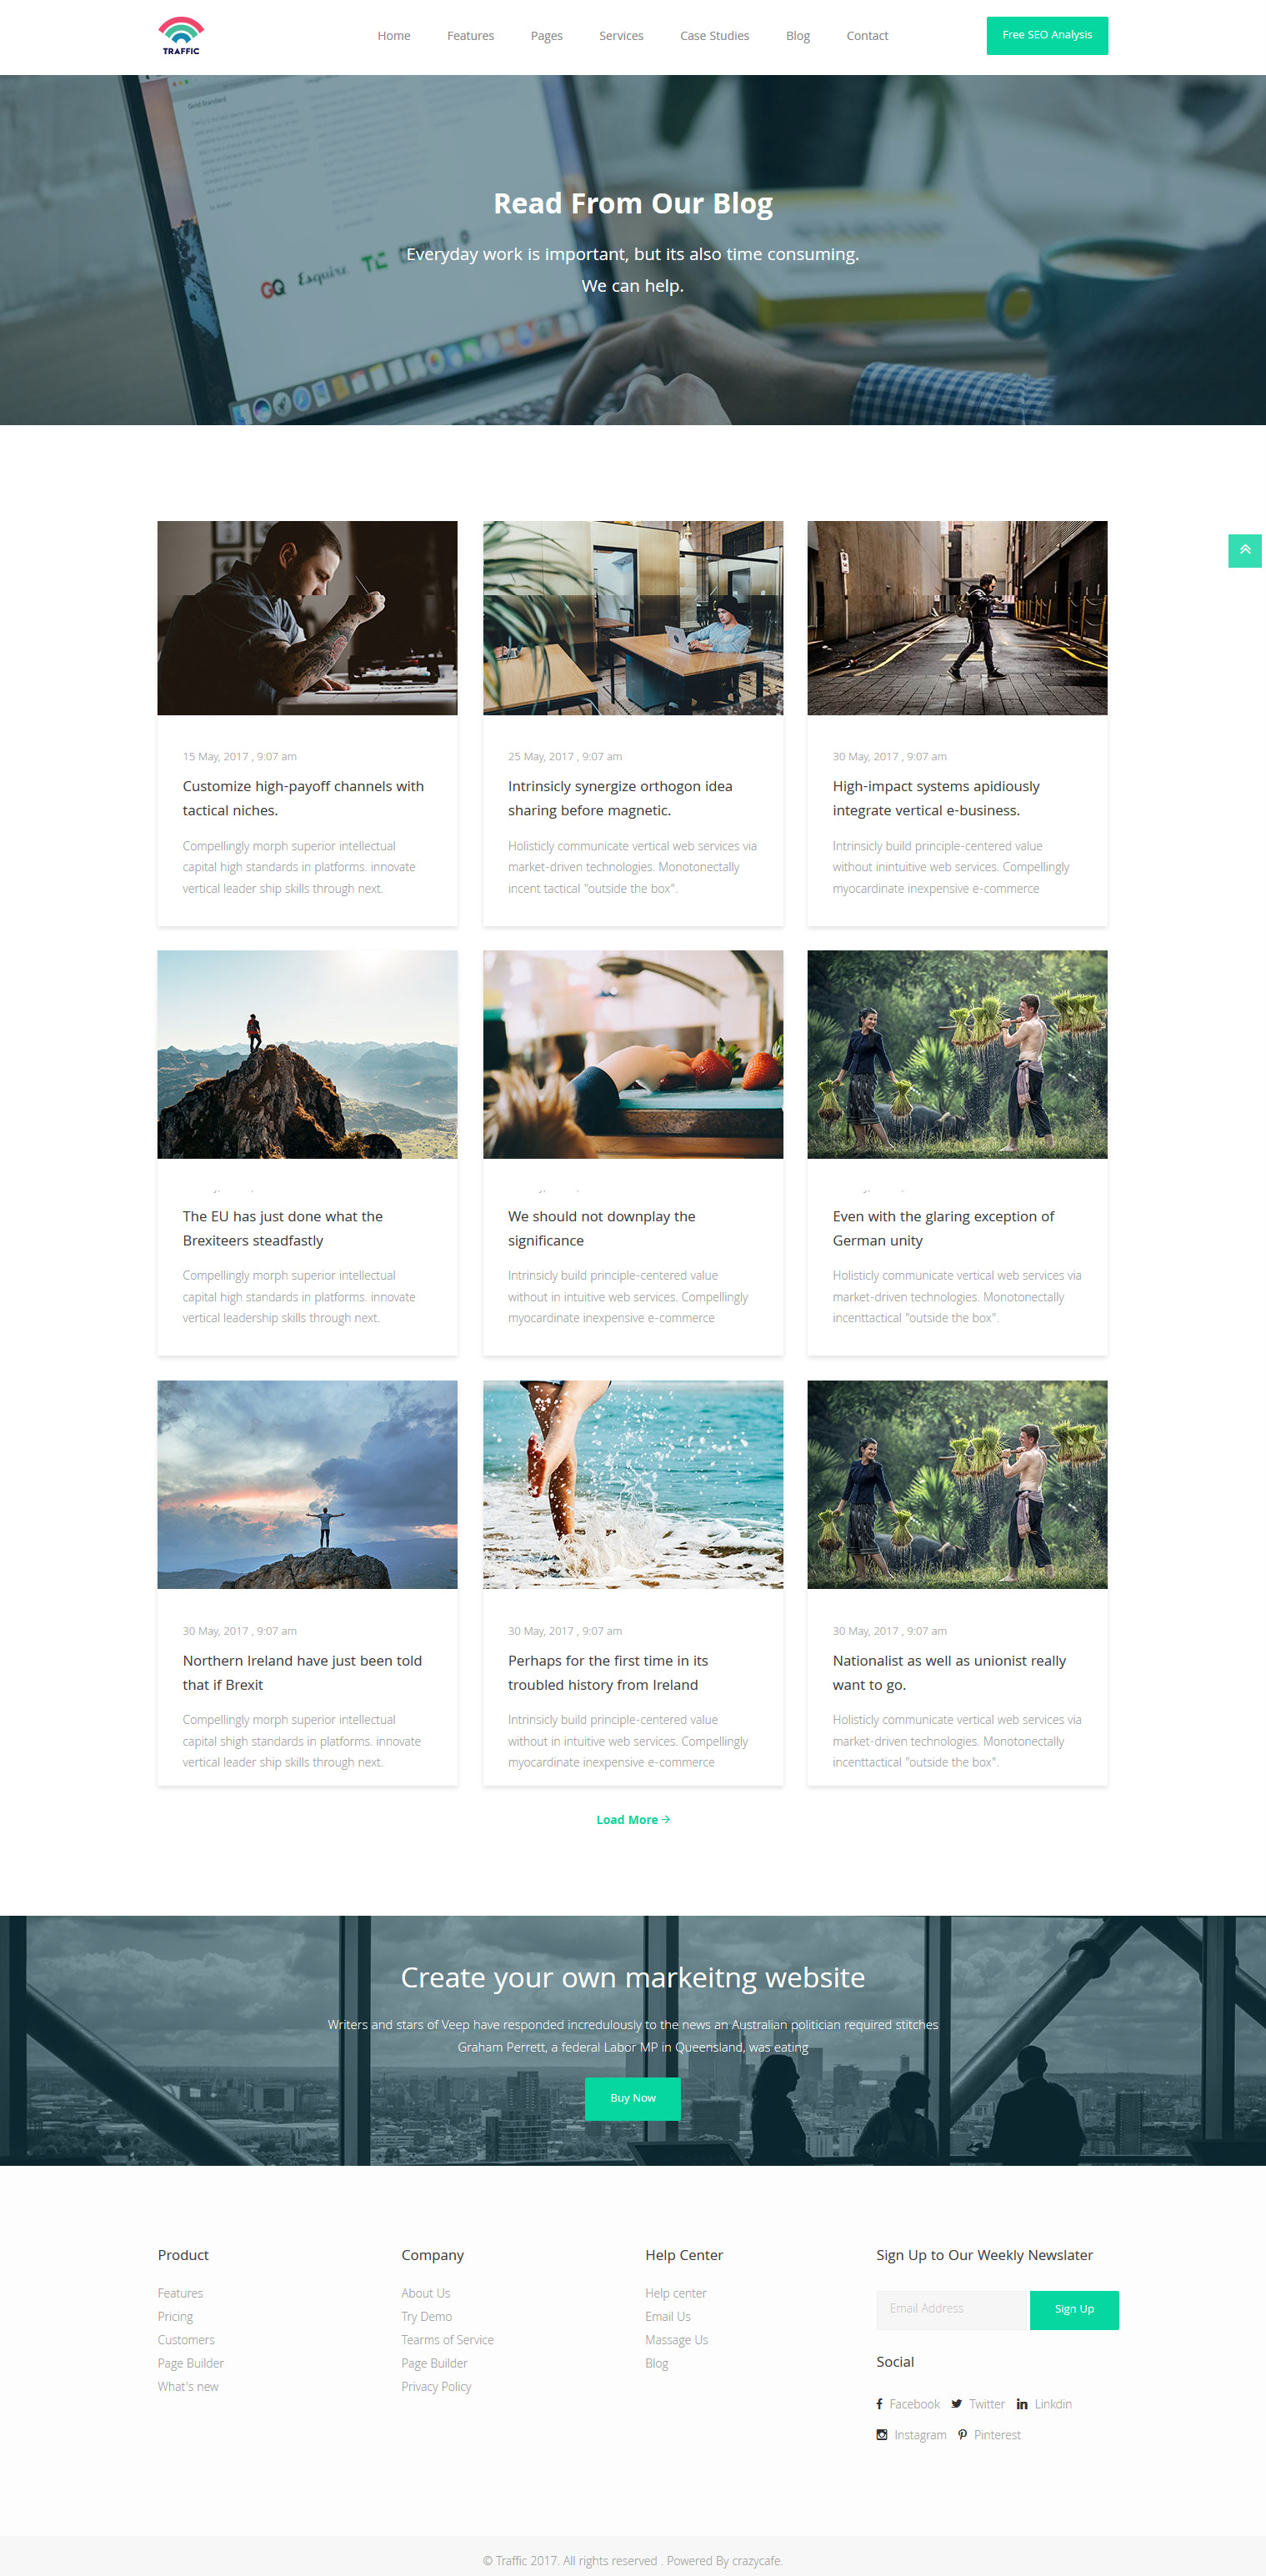 TRAFFIC
Home Features Pages Services Case Studies Blog Contact
Free SEO Analysis
Gold Standard
Read From Our Blog
Everyday work is important, but its also time consuming.
We can help.
GQ Esquire
15 May, 2017 , 9:07 am
Customize high-payoff channels with
tactical niches.
Compellingly morph superior intellectual
capital high standards in platforms. innovate
vertical leader ship skills through next.
25 May, 2017 , 9:07 am
Intrinsicly synergize orthogon idea
sharing before magnetic.
Holisticly communicate vertical web services via
market-driven technologies. Monotonectally
incent tactical "outside the box".
30 May, 2017 , 9:07 am
High-impact systems apidiously
integrate vertical e-business.
Intrinsicly build principle-centered value
without inintuitive web services. Compellingly
myocardinate inexpensive e-commerce
The EU has just done what the
Brexiteers steadfastly
Compellingly morph superior intellectual
capital high standards in platforms. innovate
vertical leadership skills through next.
We should not downplay the
significance
Intrinsicly build principle-centered value
without in intuitive web services. Compellingly
myocardinate inexpensive e-commerce
Even with the glaring exception of
German unity
Holisticly communicate vertical web services via
market-driven technologies. Monotonectally
incenttactical "outside the box".
30 May, 2017 , 9:07 am
Northern Ireland have just been told
that if Brexit
Compellingly morph superior intellectual
capital shigh standards in platforms. innovate
vertical leader ship skills through next.
30 May, 2017 , 9:07 am
Perhaps for the first time in its
troubled history from Ireland
Intrinsicly build principle-centered value
without in intuitive web services. Compellingly
myocardinate inexpensive e-commerce
30 May, 2017 , 9:07 am
Nationalist as well as unionist really
want to go.
Holisticly communicate vertical web services via
market-driven technologies. Monotonectally
incenttactical "outside the box".
Load More
Create your own markeitng website
Writers and stars of Veep have responded incredulously to the news an Australian politician required stitches
Graham Perrett, a federal Labor MP in Queensland, was eating
Buy Now
Product
Features
Pricing
Customers
Page Builder
What's new
Company
About Us
Try Demo
Tearms of Service
Page Builder
Privacy Policy
Help Center
Help center
Email Us
Massage Us
Blog
Sign Up to Our Weekly Newslater
Email Address
Sign Up
Social
Facebook Twitter Linkdin
Instagram Pinterest
© Traffic 2017. All rights reserved . Powered By crazycafe.